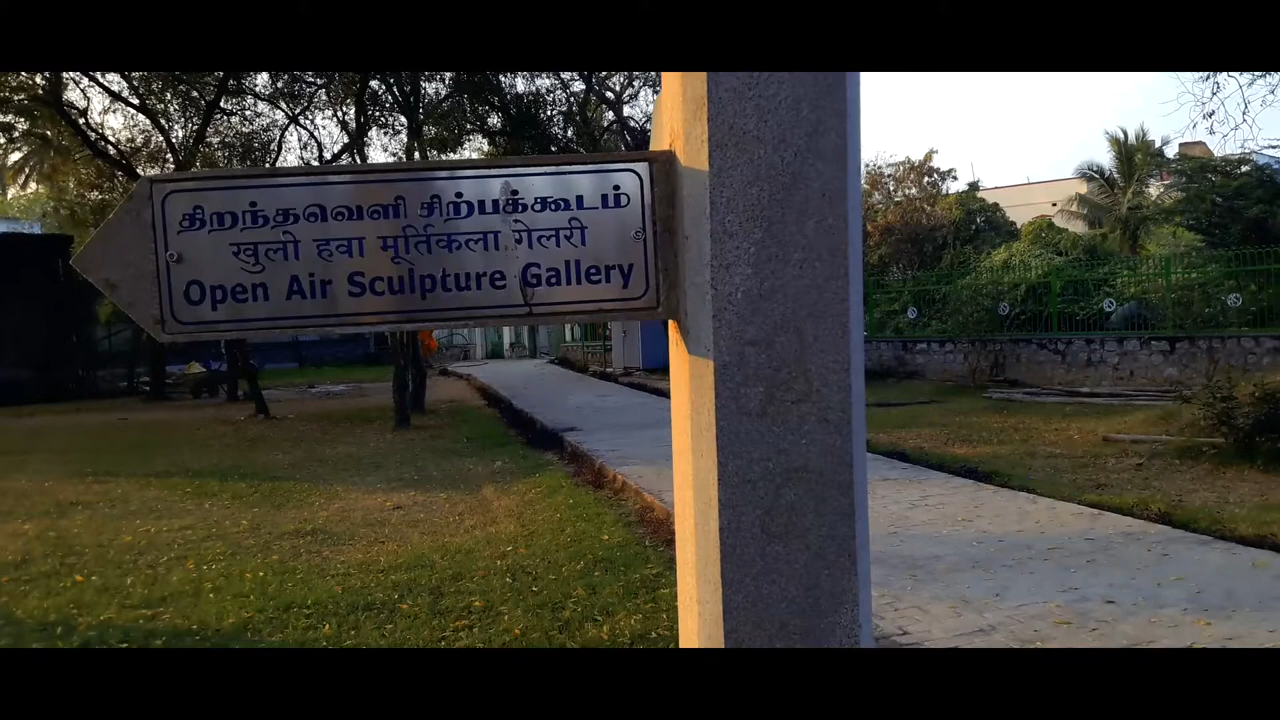 திறந்தவெளி சிற்பக்கூடம்
खुली हवा मूर्तिकला गेलरी
Open Air Sculpture Gallery